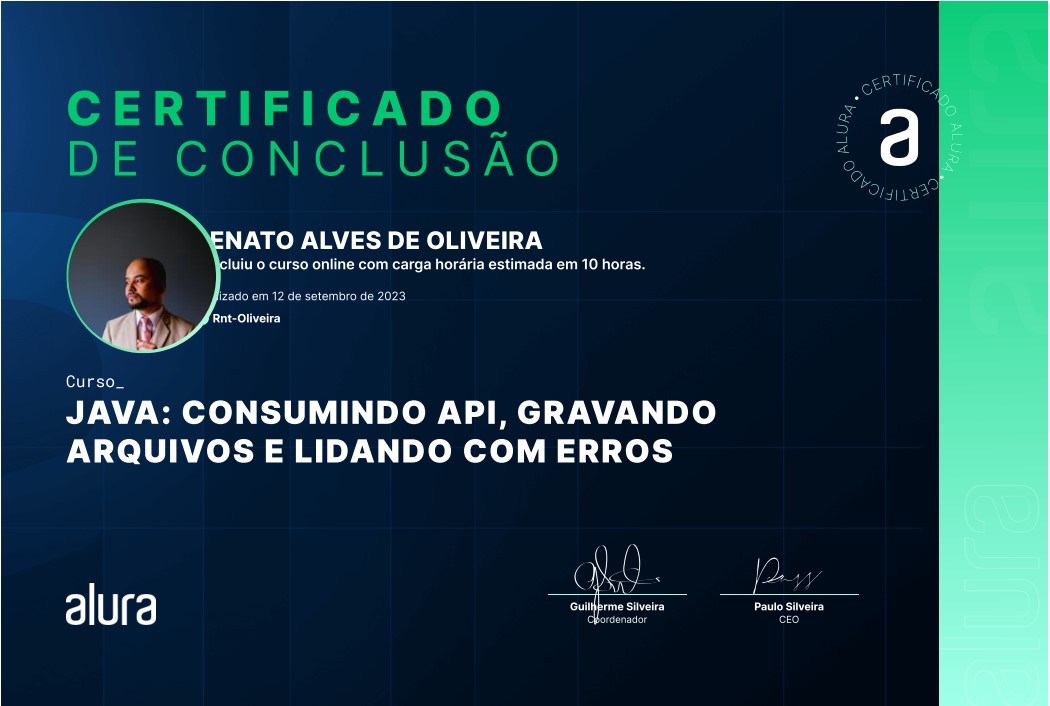 CERTIFICADO
DE CONCLUSÃO
CERTIFICADO ALURA • CERTIFICADO ALURA •
a
ENATO ALVES DE OLIVEIRA
cluiu o curso online com carga horária estimada em 10 horas.
izado em 12 de setembro de 2023
Rnt-Oliveira
Curso_
JAVA: CONSUMINDO API, GRAVANDO
ARQUIVOS E LIDANDO COM ERROS
alura
Guilherme Silveira
Coordenador
Paulo Silveira
CEO
alura
alura